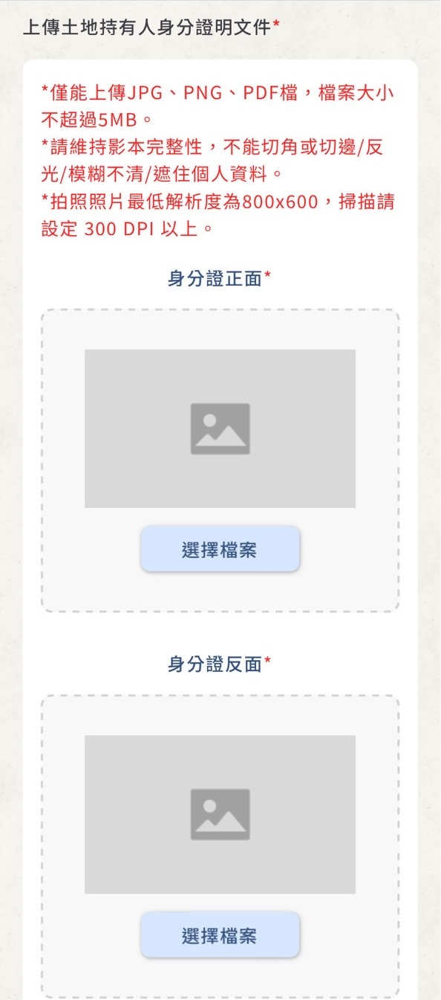 上傳土地持有人身分證明文件*
*僅能上傳JPG、PNG、PDF檔，檔案大小
不超過5MB。
*請維持影本完整性，不能切角或切邊/反
光/模糊不清/遮住個人資料。
*拍照照片最低解析度為800x600，掃描請
設定 300 DPI 以上。
身分證正面*
選擇檔案
身分證反面*
選擇檔案